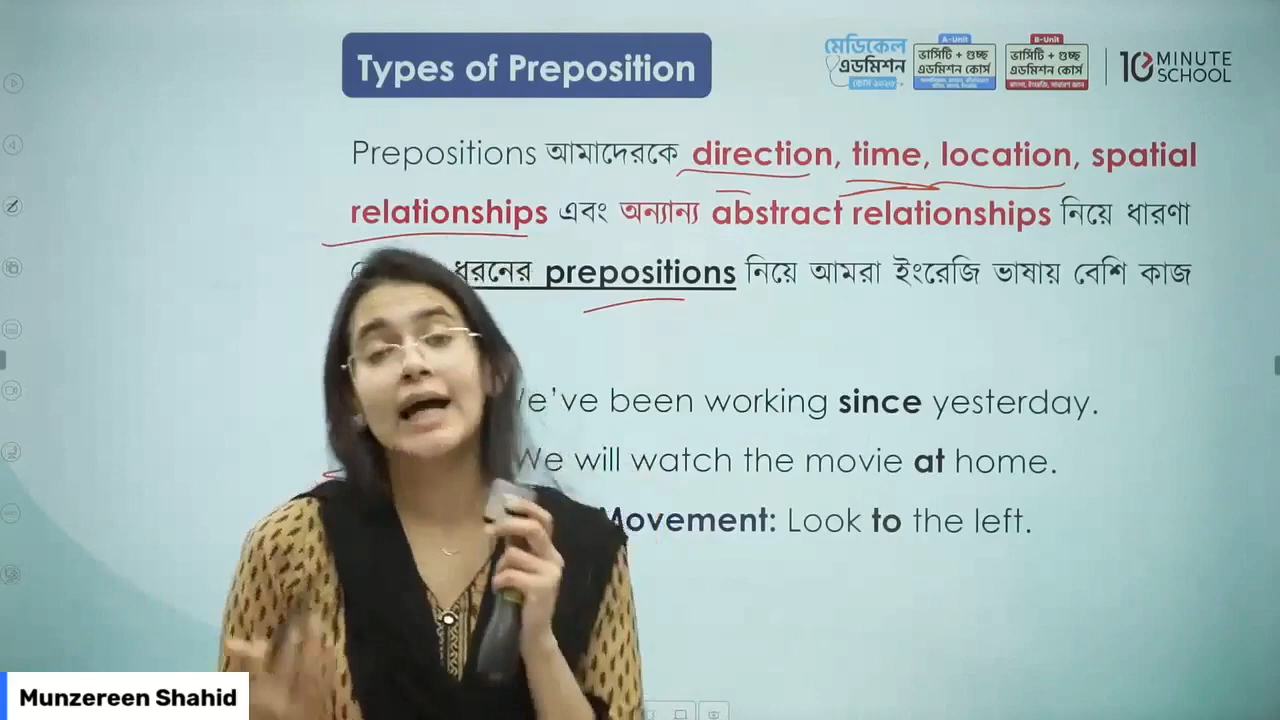 Types of Preposition
মেডিকেল
এডমিশন
A-Unit
ভার্সিটি + গুচ্ছ
এডমিশন কোর্স
B-Unit
ভার্সিটি + গুচ্ছ
এডমিশন কোর্স
10 MINUTE SCHOOL
Prepositions আমাদেরকে direction, time, location, spatial
relationships এবং অন্যান্য abstract relationships নিয়ে ধারণা
ধরনের prepositions নিয়ে আমরা ইংরেজি ভাষায় বেশি কাজ
've been working since yesterday.
We will watch the movie at home.
Movement: Look to the left.
Munzereen Shahid